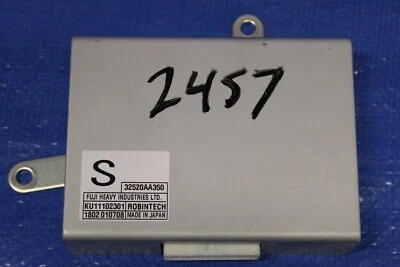 2457
S
32520AA350
FUJI HEAVY INDUSTRIES LTD.
KU11102301 ROBINTECH
1802 010708 MADE IN JAPAN